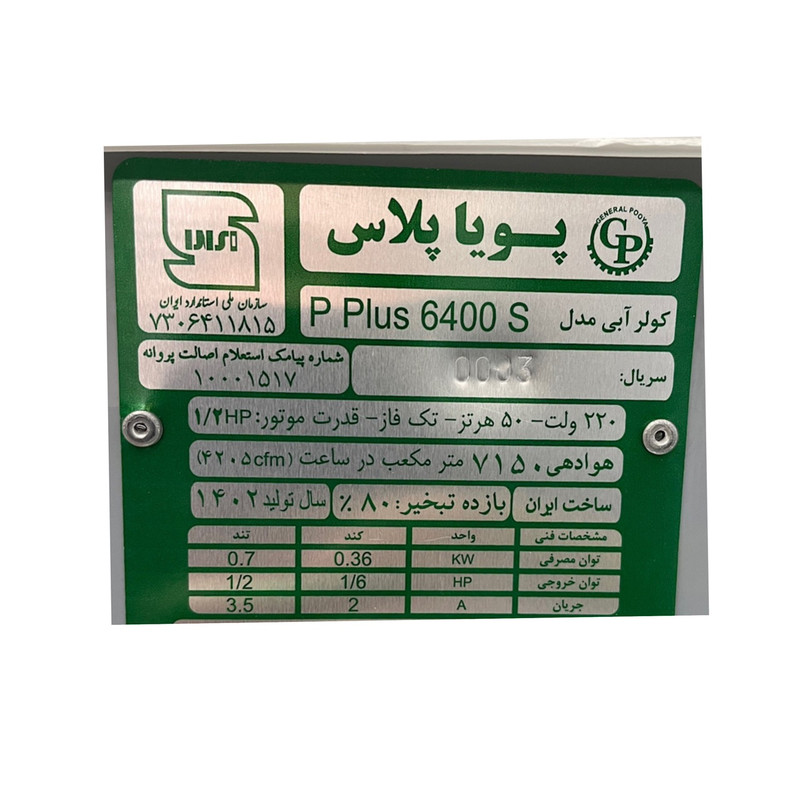 GENERAL POOYA
GP
پویا پلاس
سازمان ملی استاندارد ایران
۷۳۰۶۴۱۱۸۱۵
کولر آبی مدل P Plus 6400 S
شماره پیامک استعلام اصالت پروانه
۱۰۰۰۱۵۱۷
سریال:
۲۲۰ ولت- ۵۰ هرتز- تک فاز- قدرت موتور: ۱/۲HP
هوادهی ۷۱۵۰ متر مکعب در ساعت (۴۲۰۵cfm)
ساخت ایران بازده تبخیر: ۸۰ ٪ سال تولید ۱۴۰۲
مشخصات فنی واحد کند تند
توان مصرفی KW 0.36 0.7
توان خروجی HP 1/6 1/2
جریان A 2 3.5